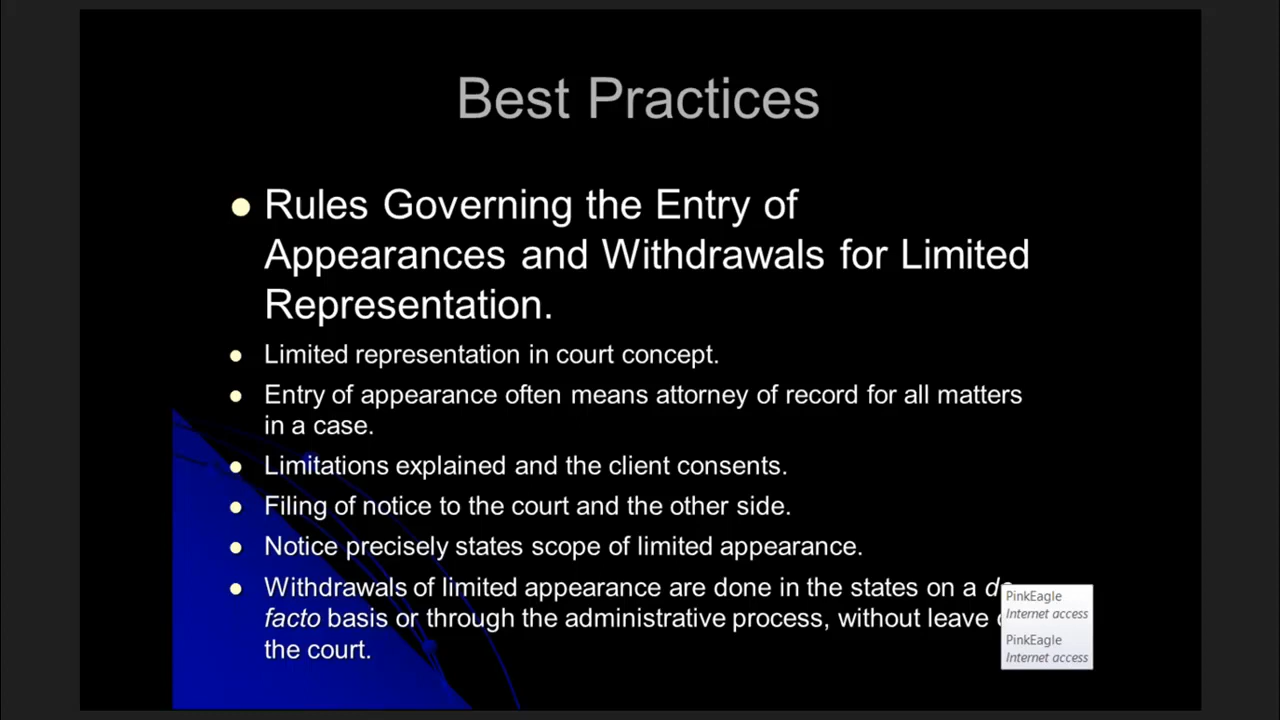 Best Practices
Rules Governing the Entry of
Appearances and Withdrawals for Limited
Representation.
Limited representation in court concept.
Entry of appearance often means attorney of record for all matters
in a case.
Limitations explained and the client consents.
Filing of notice to the court and the other side.
Notice precisely states scope of limited appearance.
Withdrawals of limited appearance are done in the states on a
facto basis or through the administrative process, without leave
the court.
PinkEagle
Internet access
PinkEagle
Internet access